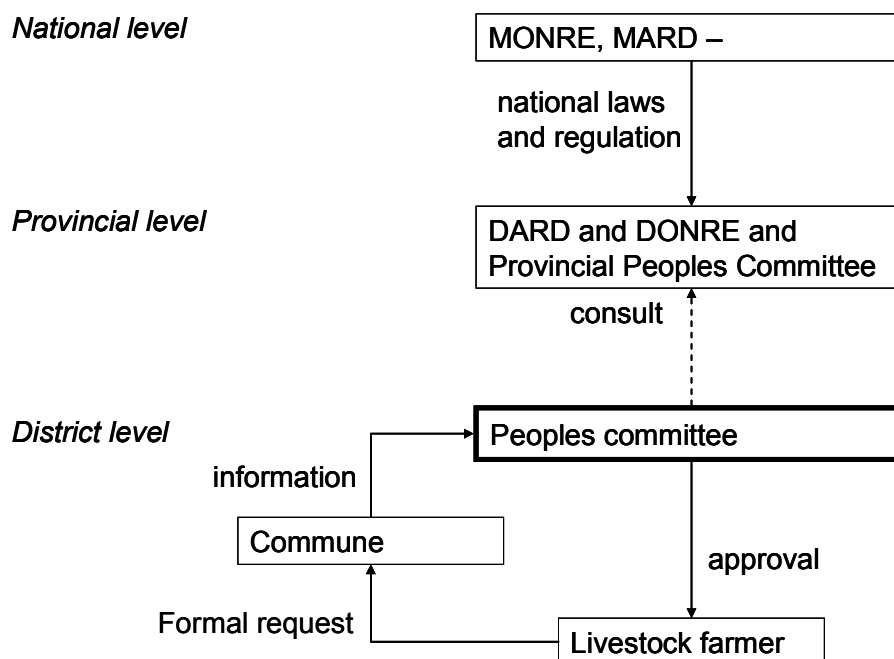 National level
MONRE, MARD –
national laws
and regulation
Provincial level
DARD and DONRE and
Provincial Peoples Committee
consult
District level
Peoples committee
information
Commune
approval
Formal request
Livestock farmer